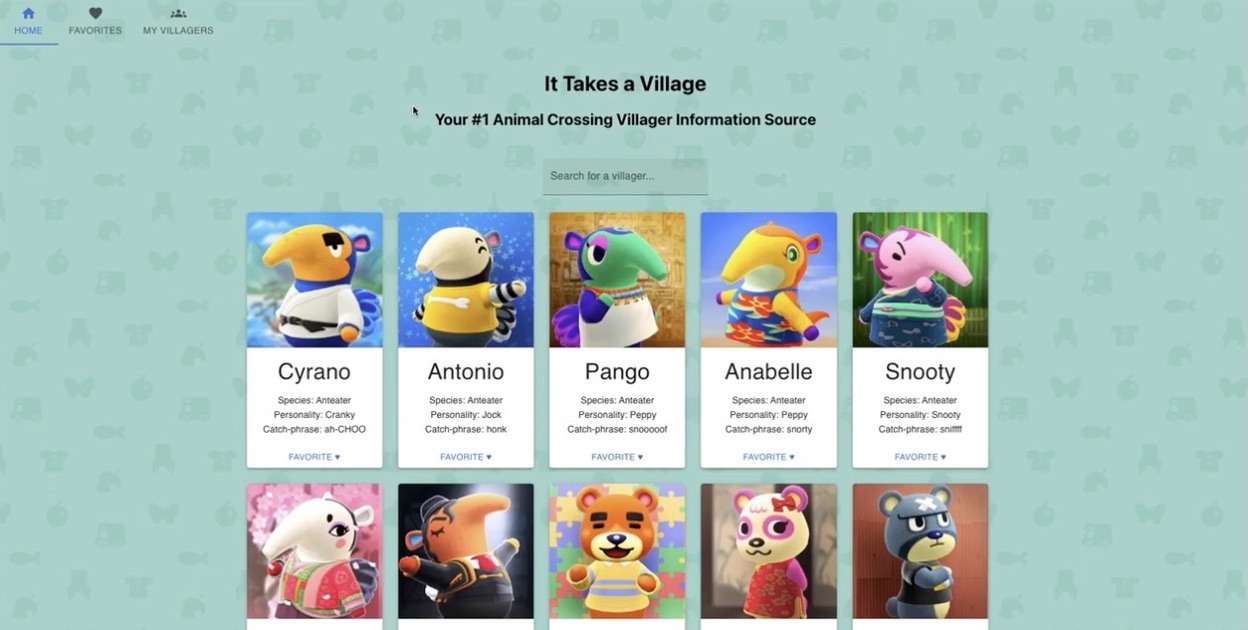 HOME FAVORITES MY VILLAGERS
It Takes a Village
Your #1 Animal Crossing Villager Information Source
Search for a villager...
Cyrano
Species: Anteater
Personality: Cranky
Catch-phrase: ah-CHOO
FAVORITE ♥
Antonio
Species: Anteater
Personality: Jock
Catch-phrase: honk
FAVORITE ♥
Pango
Species: Anteater
Personality: Peppy
Catch-phrase: snooooof
FAVORITE ♥
Anabelle
Species: Anteater
Personality: Peppy
Catch-phrase: snorty
FAVORITE ♥
Snooty
Species: Anteater
Personality: Snooty
Catch-phrase: snifffff
FAVORITE ♥